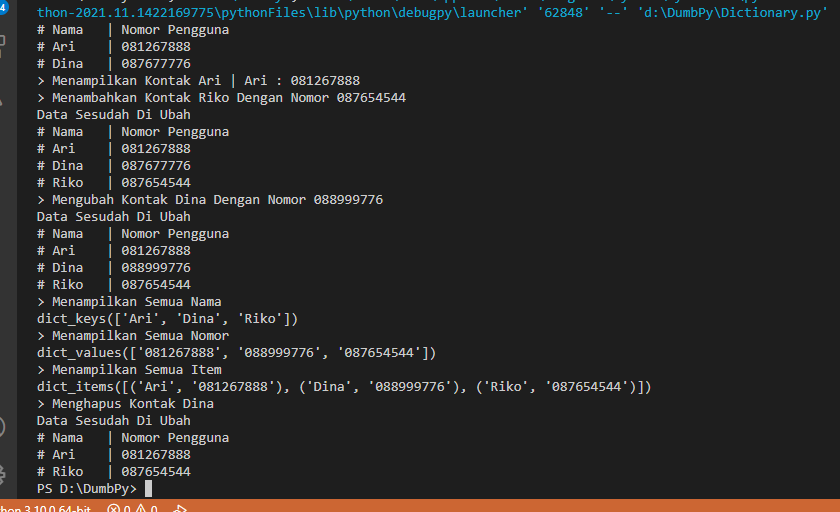 thon-2021.11.1422169775\pythonFiles\lib\python\debugpy\launcher' '62848' '--' 'd:\DumbPy\Dictionary.py'
# Nama   | Nomor Pengguna
# Ari    | 081267888
# Dina   | 087677776
> Menampilkan Kontak Ari | Ari : 081267888
> Menambahkan Kontak Riko Dengan Nomor 087654544
Data Sesudah Di Ubah
# Nama   | Nomor Pengguna
# Ari    | 081267888
# Dina   | 087677776
# Riko   | 087654544
> Mengubah Kontak Dina Dengan Nomor 088999776
Data Sesudah Di Ubah
# Nama   | Nomor Pengguna
# Ari    | 081267888
# Dina   | 088999776
# Riko   | 087654544
> Menampilkan Semua Nama
dict_keys(['Ari', 'Dina', 'Riko'])
> Menampilkan Semua Nomor
dict_values(['081267888', '088999776', '087654544'])
> Menampilkan Semua Item
dict_items([('Ari', '081267888'), ('Dina', '088999776'), ('Riko', '087654544')])
> Menghapus Kontak Dina
Data Sesudah Di Ubah
# Nama   | Nomor Pengguna
# Ari    | 081267888
# Riko   | 087654544
PS D:\DumbPy>
thon 3.10.0 64-bit 0 0